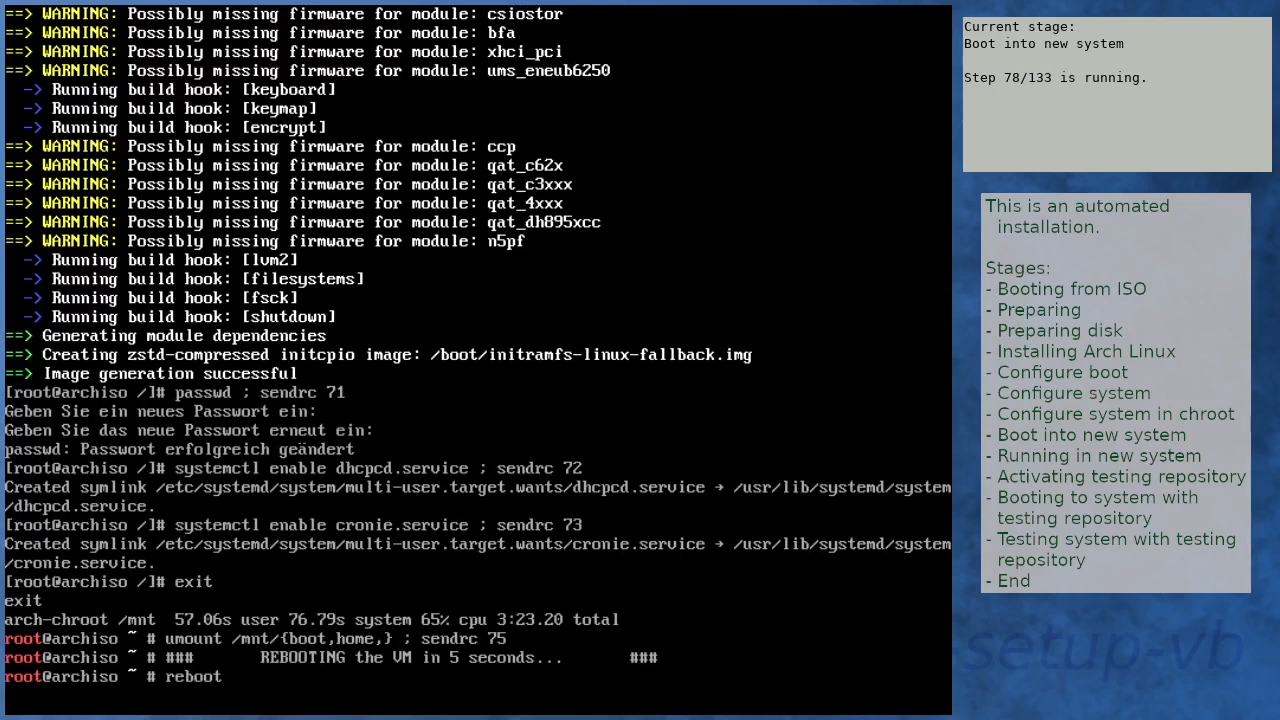 ==> WARNING: Possibly missing firmware for module: csiostor
==> WARNING: Possibly missing firmware for module: bfa
==> WARNING: Possibly missing firmware for module: xhci_pci
==> WARNING: Possibly missing firmware for module: ums_eneub6250
-> Running build hook: [keyboard]
-> Running build hook: [keymap]
-> Running build hook: [encrypt]
==> WARNING: Possibly missing firmware for module: ccp
==> WARNING: Possibly missing firmware for module: qat_c62x
==> WARNING: Possibly missing firmware for module: qat_c3xxx
==> WARNING: Possibly missing firmware for module: qat_4xxx
==> WARNING: Possibly missing firmware for module: qat_dh895xcc
==> WARNING: Possibly missing firmware for module: n5pf
-> Running build hook: [lvm2]
-> Running build hook: [filesystems]
-> Running build hook: [fsck]
-> Running build hook: [shutdown]
==> Generating module dependencies
==> Creating zstd-compressed initcpio image: /boot/initramfs-linux-fallback.img
==> Image generation successful
[root@archiso /]# passwd ; sendrc 71
Geben Sie ein neues Passwort ein:
Geben Sie das neue Passwort erneut ein:
passwd: Passwort erfolgreich geändert
[root@archiso /]# systemctl enable dhcpcd.service ; sendrc 72
Created symlink /etc/systemd/system/multi-user.target.wants/dhcpcd.service → /usr/lib/systemd/system
/dhcpcd.service.
[root@archiso /]# systemctl enable cronie.service ; sendrc 73
Created symlink /etc/systemd/system/multi-user.target.wants/cronie.service → /usr/lib/systemd/system
/cronie.service.
[root@archiso /]# exit
exit
arch-chroot /mnt  57.06s user 76.79s system 65% cpu 3:23.20 total
root@archiso ~ # umount /mnt/{boot,home,} ; sendrc 75
root@archiso ~ # ###       REBOOTING the VM in 5 seconds...       ###
root@archiso ~ # reboot
Current stage:
Boot into new system
Step 78/133 is running.
This is an automated
installation.
Stages:
- Booting from ISO
- Preparing
- Preparing disk
- Installing Arch Linux
- Configure boot
- Configure system
- Configure system in chroot
- Boot into new system
- Running in new system
- Activating testing repository
- Booting to system with
testing repository
- Testing system with testing
repository
- End
setup-vb